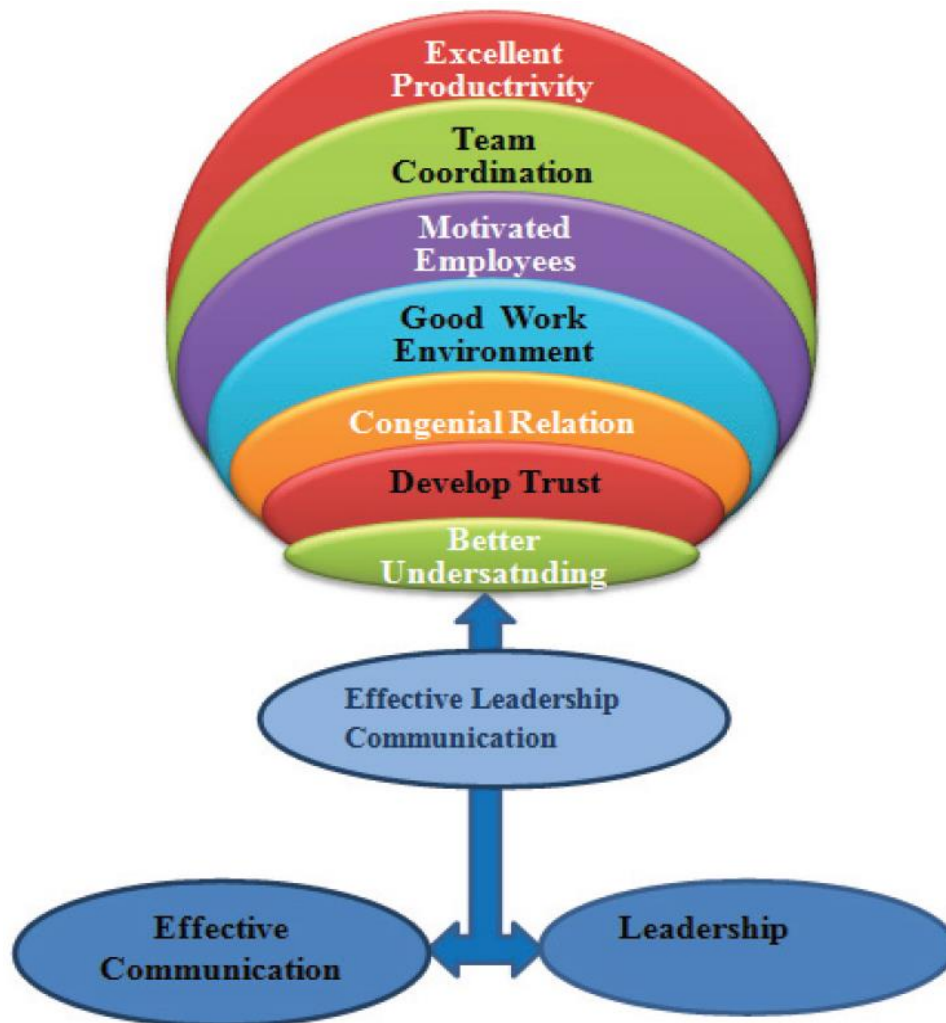 Excellent
Productrivity
Team
Coordination
Motivated
Employees
Good Work
Environment
Congenial Relation
Develop Trust
Better
Undersatnding
Effective Leadership
Communication
Effective
Communication
Leadership